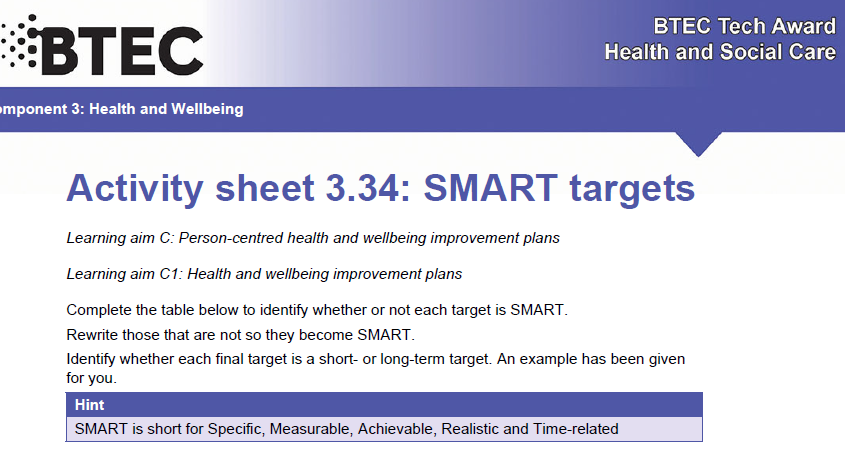 BTEC
BTEC Tech Award
Health and Social Care
omponent 3: Health and Wellbeing
Activity sheet 3.34: SMART targets
Learning aim C: Person-centred health and wellbeing improvement plans
Learning aim C1: Health and wellbeing improvement plans
Complete the table below to identify whether or not each target is SMART.
Rewrite those that are not so they become SMART.
Identify whether each final target is a short- or long-term target. An example has been given
for you.
Hint
SMART is short for Specific, Measurable, Achievable, Realistic and Time-related